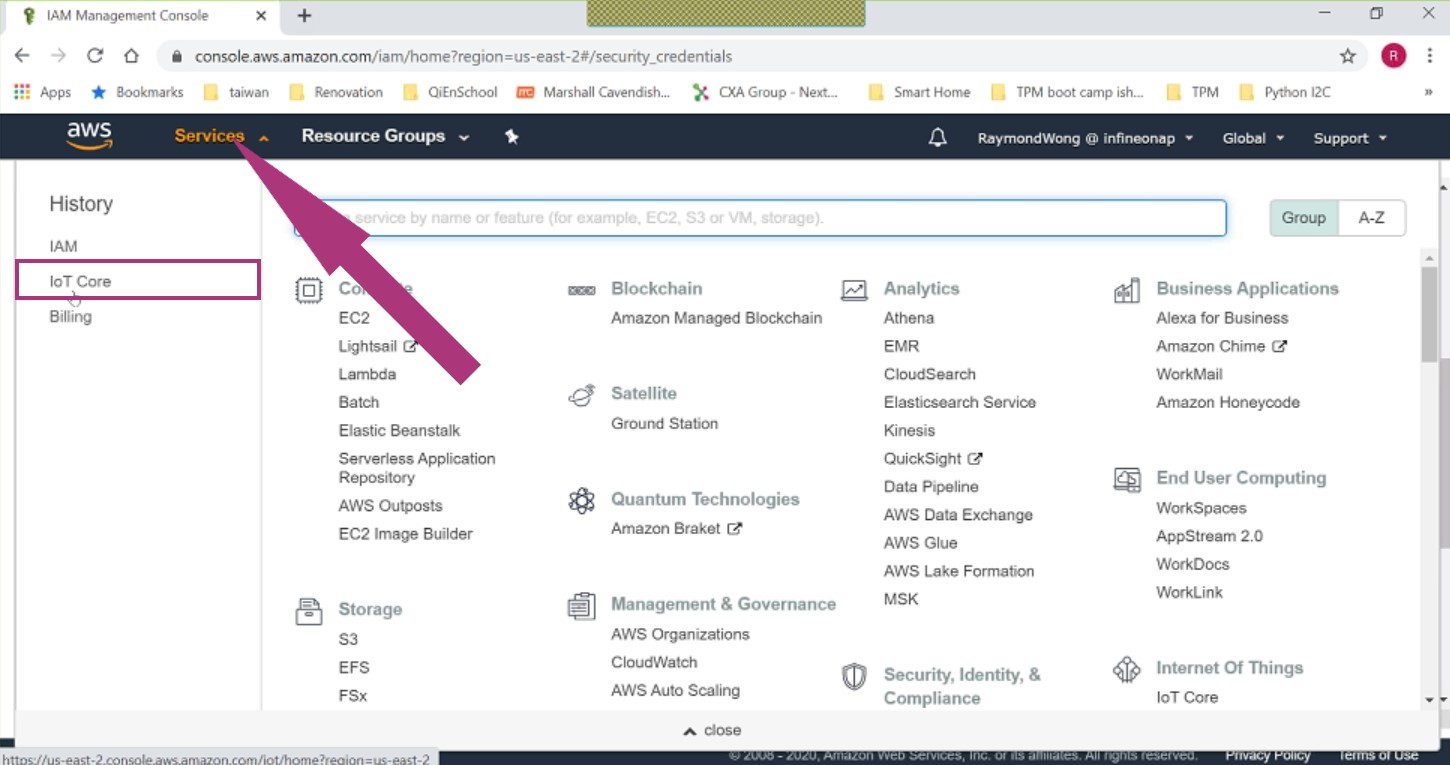 IAM Management Console
console.aws.amazon.com/iam/home?region=us-east-2#/security_credentials
R
Apps Bookmarks taiwan Renovation QiEnSchool Marshall Cavendish... CXA Group - Next... Smart Home TPM boot camp ish... TPM Python I2C »
aws Services Resource Groups RaymondWong @ infineonap Global Support
History
IAM
IoT Core
Billing
service by name or feature (for example, EC2, S3 or VM, storage).
Group A-Z
EC2
Lightsail
Lambda
Batch
Elastic Beanstalk
Serverless Application
Repository
AWS Outposts
EC2 Image Builder
Storage
S3
EFS
FSx
Blockchain
Amazon Managed Blockchain
Satellite
Ground Station
Quantum Technologies
Amazon Braket
Management & Governance
AWS Organizations
CloudWatch
AWS Auto Scaling
Analytics
Athena
EMR
CloudSearch
Elasticsearch Service
Kinesis
QuickSight
Data Pipeline
AWS Data Exchange
AWS Glue
AWS Lake Formation
MSK
Security, Identity, &
Compliance
Business Applications
Alexa for Business
Amazon Chime
WorkMail
Amazon Honeycode
End User Computing
WorkSpaces
AppStream 2.0
WorkDocs
WorkLink
Internet Of Things
IoT Core
close
https://us-east-2.console.aws.amazon.com/iot/home?region=us-east-2
© 2008 - 2020, Amazon Web Services, Inc. or its affiliates. All rights reserved. Privacy Policy Terms of Use